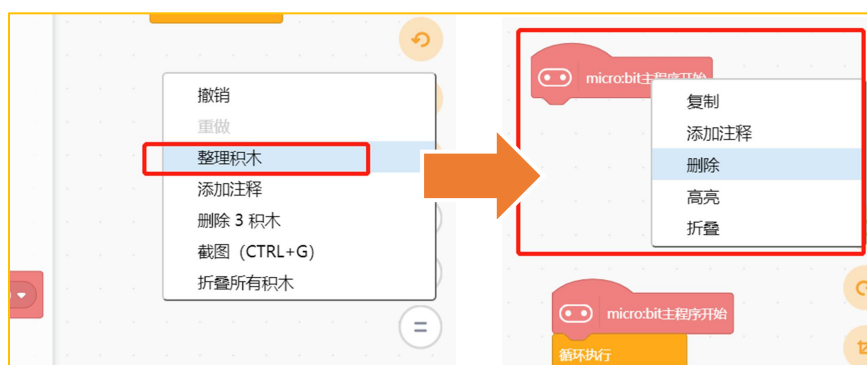 撤销
重做
整理积木
添加注释
删除 3 积木
截图（CTRL+G）
折叠所有积木
micro:bit主程序开始
复制
添加注释
删除
高亮
折叠
micro:bit主程序开始
循环执行